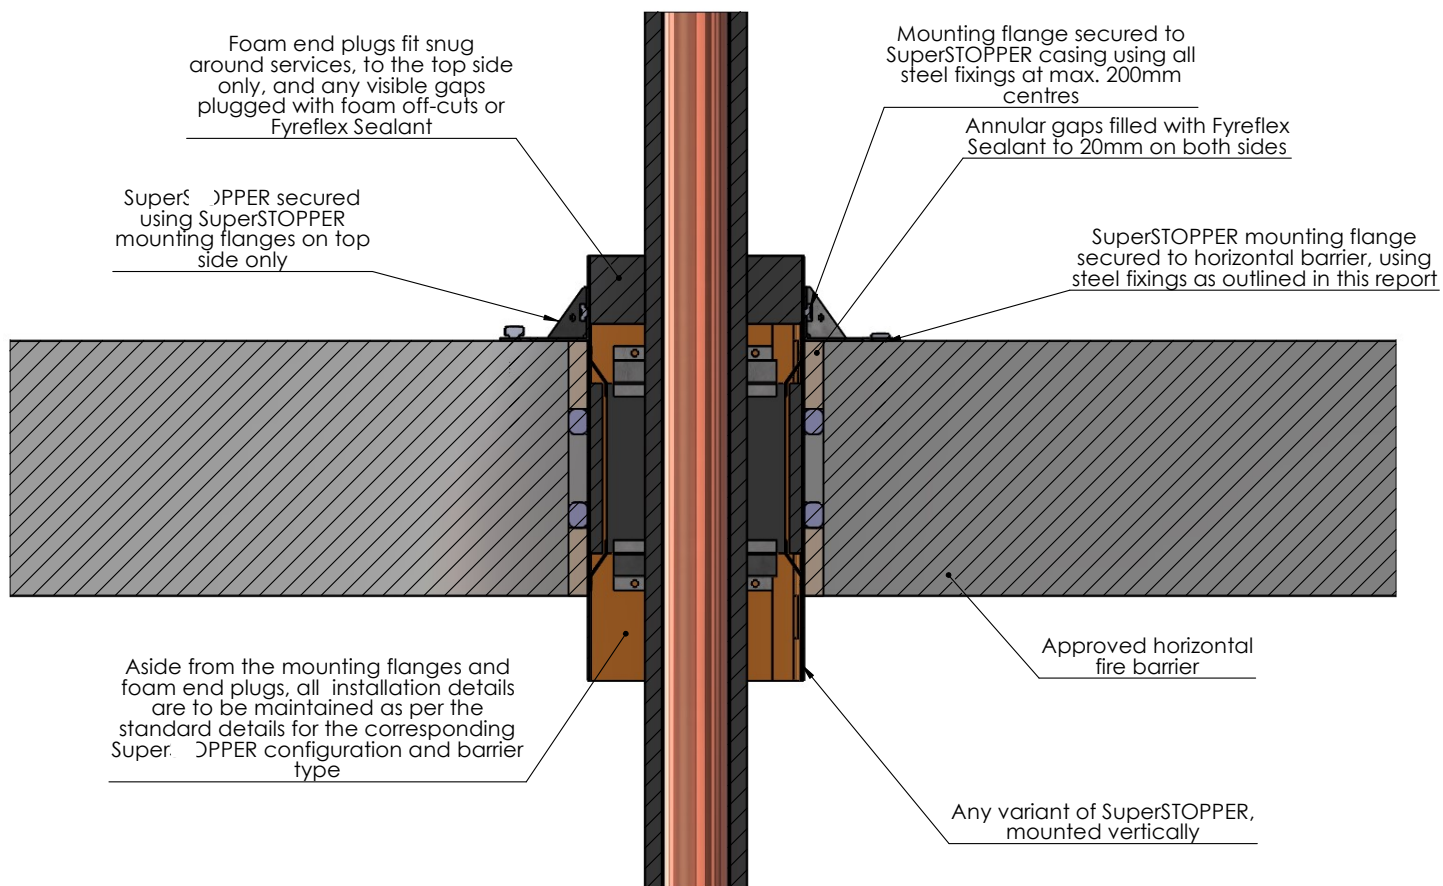 Foam end plugs fit snug
around services, to the top side
only, and any visible gaps
plugged with foam off-cuts or
Fyreflex Sealant
Mounting flange secured to
SuperSTOPPER casing using all
steel fixings at max. 200mm
centres
Annular gaps filled with Fyreflex
Sealant to 20mm on both sides
SuperS OPPER secured
using SuperSTOPPER
mounting flanges on top
side only
SuperSTOPPER mounting flange
secured to horizontal barrier, using
steel fixings as outlined in this report
Approved horizontal
fire barrier
Aside from the mounting flanges and
foam end plugs, all installation details
are to be maintained as per the
standard details for the corresponding
Super OPPER configuration and barrier
type
Any variant of SuperSTOPPER,
mounted vertically